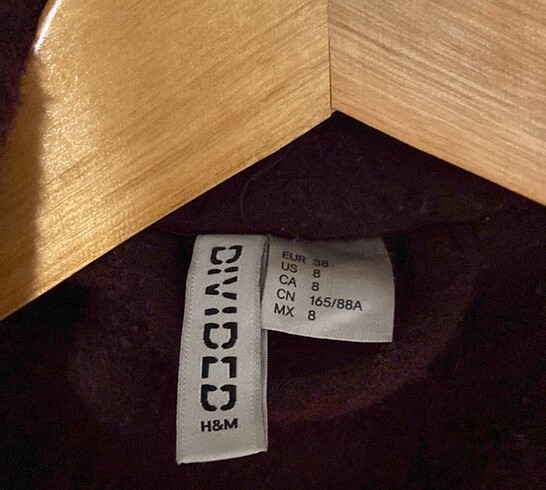 DIVIDED
H&M
EUR 38
US 8
CA 8
CN 165/88A
MX 8